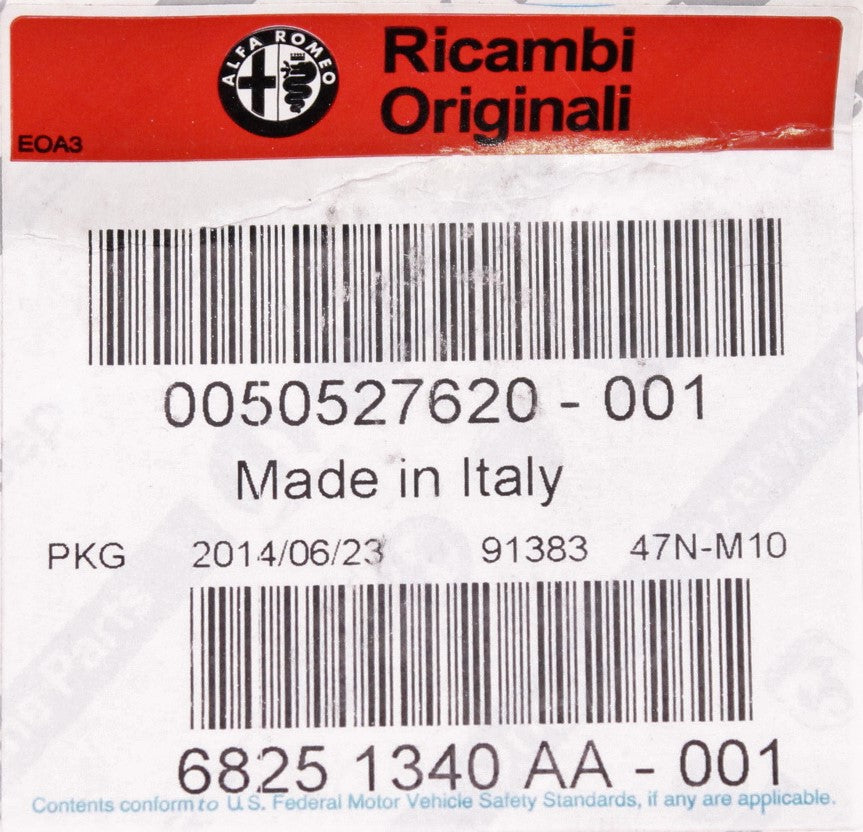 ALFA ROMEO
Ricambi
Originali
EOA3
0050527620 - 001
Made in Italy
PKG 2014/06/23 91383 47N-M10
6825 1340 AA - 001
Contents conform to U.S. Federal Motor Vehicle Safety Standards, if any are applicable.